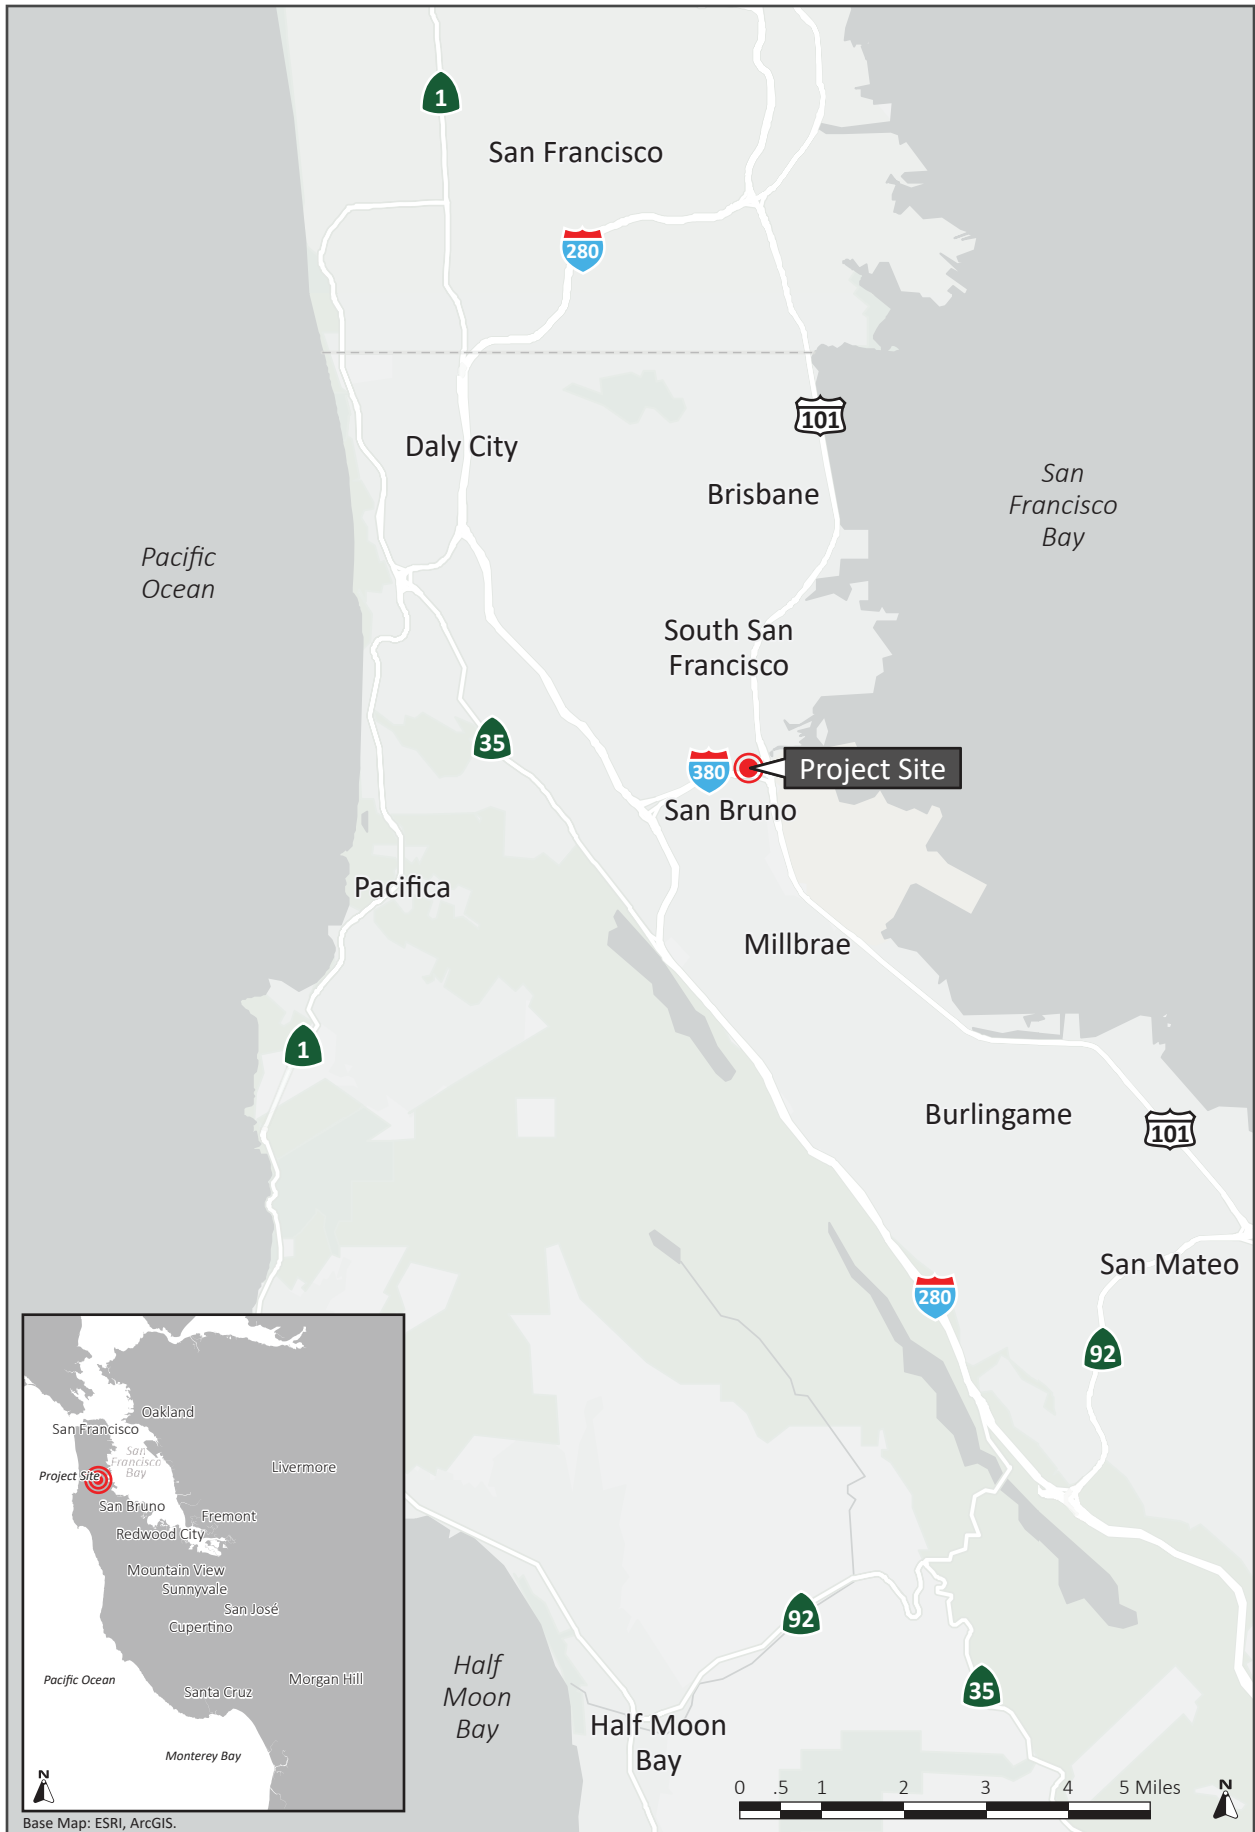 1
San Francisco
280
Daly City
101
Brisbane
San
Francisco
Bay
Pacific
Ocean
South San
Francisco
35
380
Project Site
San Bruno
Pacifica
Millbrae
1
Burlingame
101
San Mateo
280
92
Oakland
San Francisco
San
Francisco
Bay
Livermore
Project Site
San Bruno
Fremont
Redwood City
Mountain View
Sunnyvale
San José
Cupertino
Pacific Ocean
Morgan Hill
Santa Cruz
Monterey Bay
N
92
Half
Moon
Bay
35
Half Moon
Bay
0 .5 1 2 3 4 5 Miles
N
Base Map: ESRI, ArcGIS.